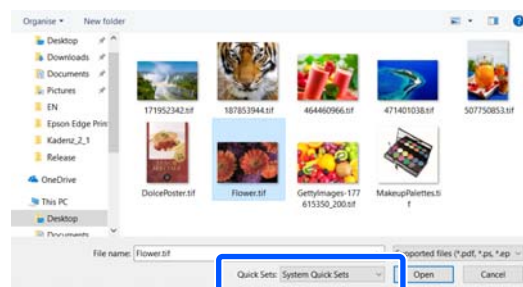 Organise New folder
Desktop
Downloads
Documents
Pictures
EN
Epson Edge Print
Kadenz_2_1
Release
OneDrive
This PC
Desktop
Documents
171952342.tif
187853944.tif
464460966.tif
471401038.tif
507750853.tif
DolcePoster.tif
Flower.tif
GettyImages-177
615350_200.tif
MakeupPalettes.ti
f
File name: Flower.tif
Supported files (*.pdf, *.ps, *.ep
Quick Sets: System Quick Sets
Open
Cancel